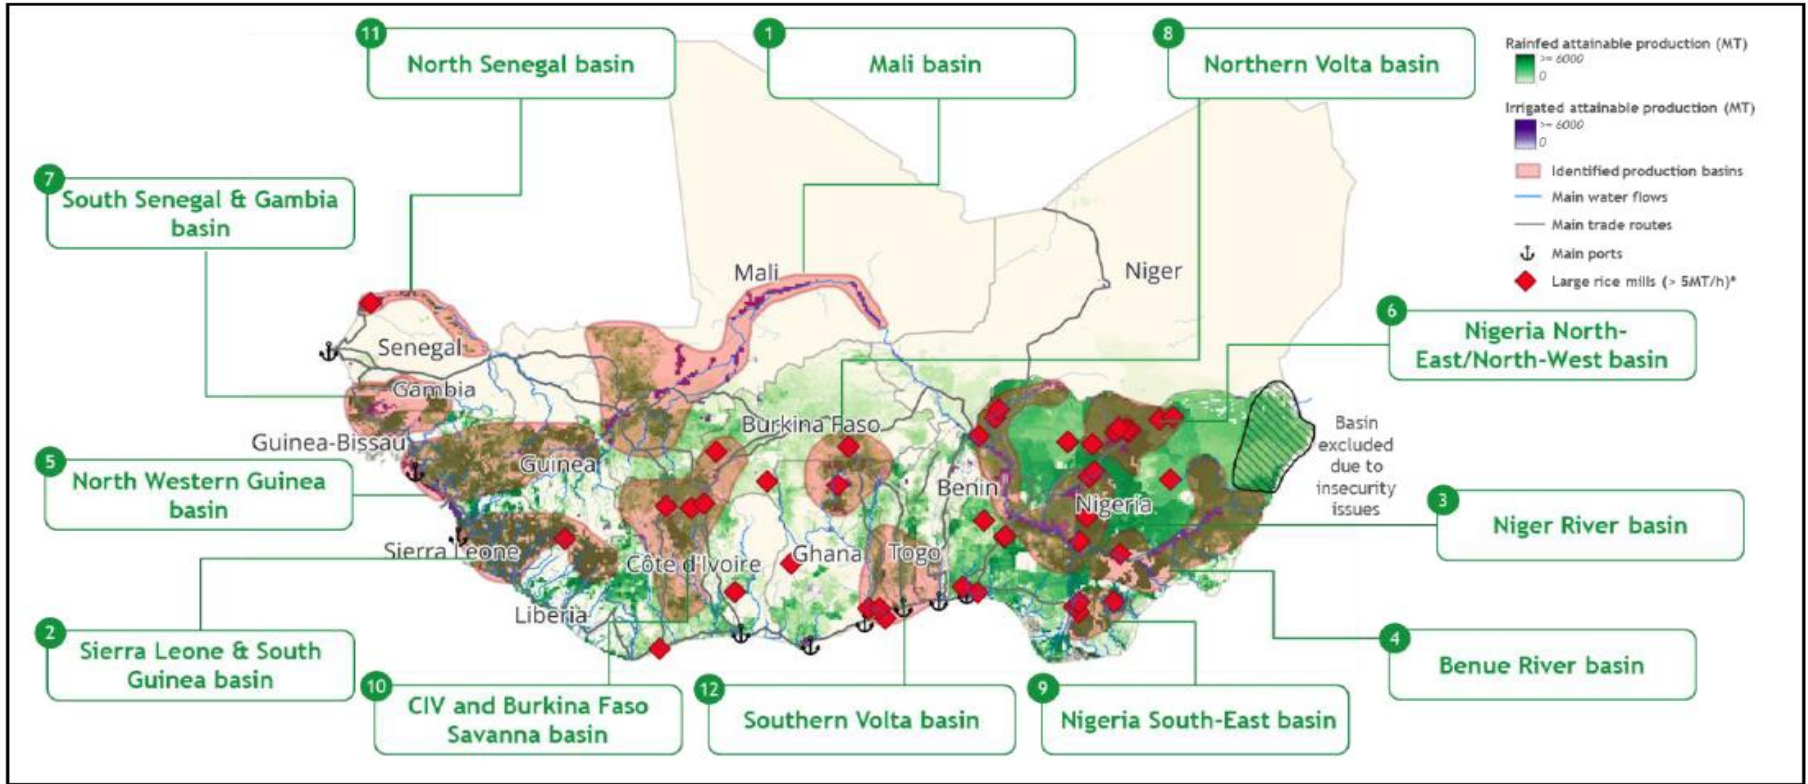 11
North Senegal basin
1
Mali basin
8
Northern Volta basin
Rainfed attainable production (MT)
>= 6000
0
Irrigated attainable production (MT)
>= 6000
0
Identified production basins
Main water flows
Main trade routes
Main ports
Large rice mills (> 5MT/h)*
7
South Senegal & Gambia
basin
Mali
Niger
6
Nigeria North-
East/North-West basin
Senegal
Gambia
Burkina Faso
Guinea-Bissau
Guinea
Basin
excluded
due to
insecurity
issues
5
North Western Guinea
basin
Benin
Nigeria
3
Niger River basin
Sierra Leone
Côte d'Ivoire
Ghana
Togo
Liberia
2
Sierra Leone & South
Guinea basin
4
Benue River basin
10
CIV and Burkina Faso
Savanna basin
12
Southern Volta basin
9
Nigeria South-East basin